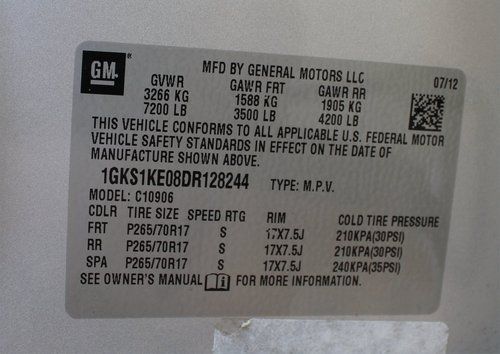 GM ®
MFD BY GENERAL MOTORS LLC 07/12
GVWR GAWR FRT GAWR RR
3266 KG 1588 KG 1905 KG
7200 LB 3500 LB 4200 LB
THIS VEHICLE CONFORMS TO ALL APPLICABLE U.S. FEDERAL MOTOR
VEHICLE SAFETY STANDARDS IN EFFECT ON THE DATE OF
MANUFACTURE SHOWN ABOVE.
1GKS1KE08DR128244 TYPE: M.P.V.
MODEL: C10906
CDLR TIRE SIZE SPEED RTG RIM COLD TIRE PRESSURE
FRT P265/70R17 S 17X7.5J 210KPA(30PSI)
RR P265/70R17 S 17X7.5J 210KPA(30PSI)
SPA P265/70R17 S 17X7.5J 240KPA(35PSI)
SEE OWNER'S MANUAL i FOR MORE INFORMATION.